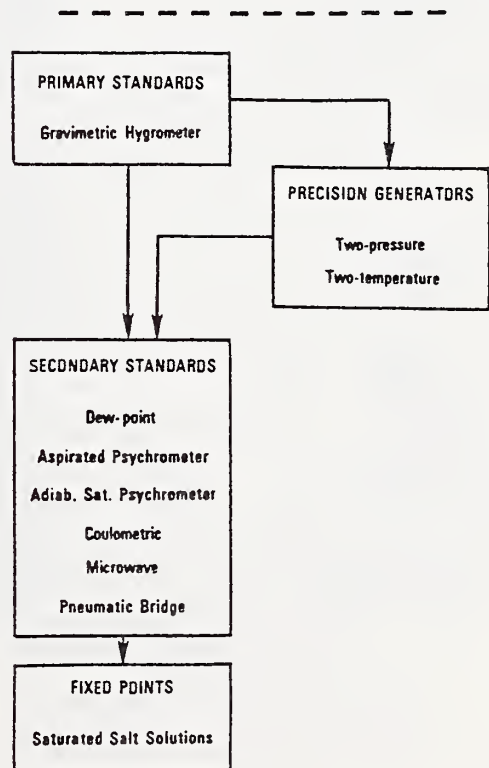 PRIMARY STANDARDS
Gravimetric Hygrometer
PRECISION GENERATORS
Two-pressure
Two-temperature
SECONDARY STANDARDS
Dew-point
Aspirated Psychrometer
Adiab. Sat. Psychrometer
Coulometric
Microwave
Pneumatic Bridge
FIXED POINTS
Saturated Salt Solutions